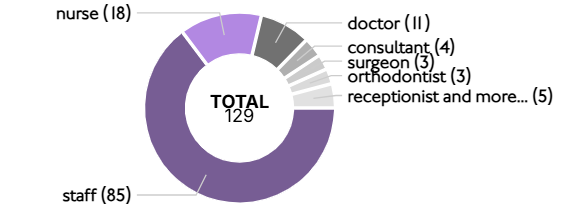 nurse (18)
doctor (11)
consultant (4)
surgeon (3)
orthodontist (3)
receptionist and more... (5)
TOTAL
129
staff (85)